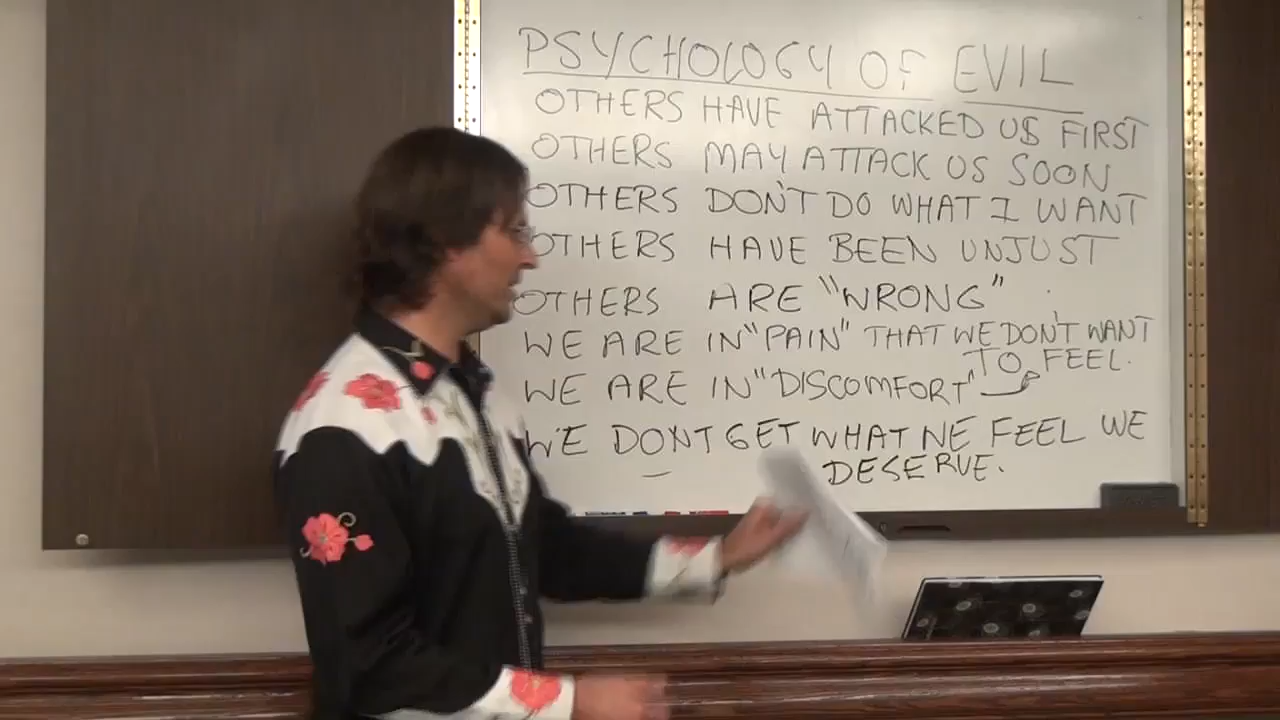 PSYCHOLOGY OF EVIL
OTHERS HAVE ATTACKED US FIRST
OTHERS MAY ATTACK US SOON
OTHERS DON'T DO WHAT I WANT
OTHERS HAVE BEEN UNJUST
OTHERS ARE "WRONG"
WE ARE IN "PAIN" THAT WE DON'T WANT
TO FEEL.
WE ARE IN "DISCOMFORT"
WE DON'T GET WHAT WE FEEL WE
DESERVE.